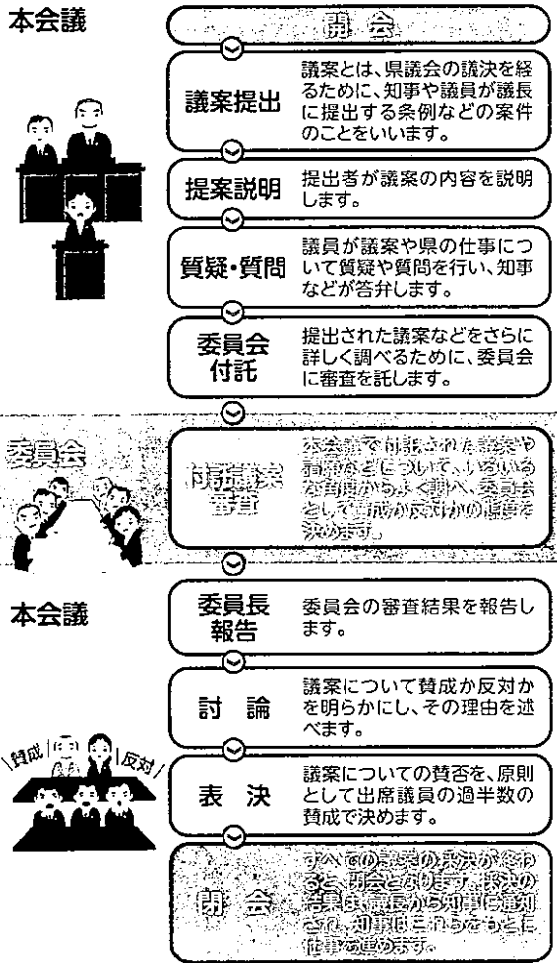 本会議
開会
議案提出
議案とは、県議会の議決を経
るために、知事や議員が議長
に提出する条例などの案件
のことをいいます。
提案説明
提出者が議案の内容を説明
します。
質疑・質問
議員が議案や県の仕事につ
いて質疑や質問を行い、知事
などが答弁します。
委員会
付託
提出された議案などをさらに
詳しく調べるために、委員会
に審査を託します。
委員会
付託議案
審査
本会議で付託された議案や
請願などについて、いろいろ
な角度からよく調べ、委員会
として賛成か反対かの態度を
決めます。
本会議
委員長
報告
委員会の審査結果を報告し
ます。
賛成
反対
討論
議案について賛成か反対か
を明らかにし、その理由を述
べます。
表決
議案についての賛否を、原則
として出席議員の過半数の
賛成で決めます。
閉会
すべての議案の採決が終わ
ると、閉会となります。採決の
結果は、議長から知事に通知
され、知事はこれらをもとに
仕事を進めます。